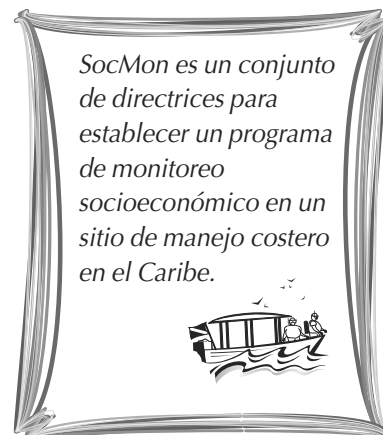 SocMon es un conjunto
de directrices para
establecer un programa
de monitoreo
socioeconómico en un
sitio de manejo costero
en el Caribe.